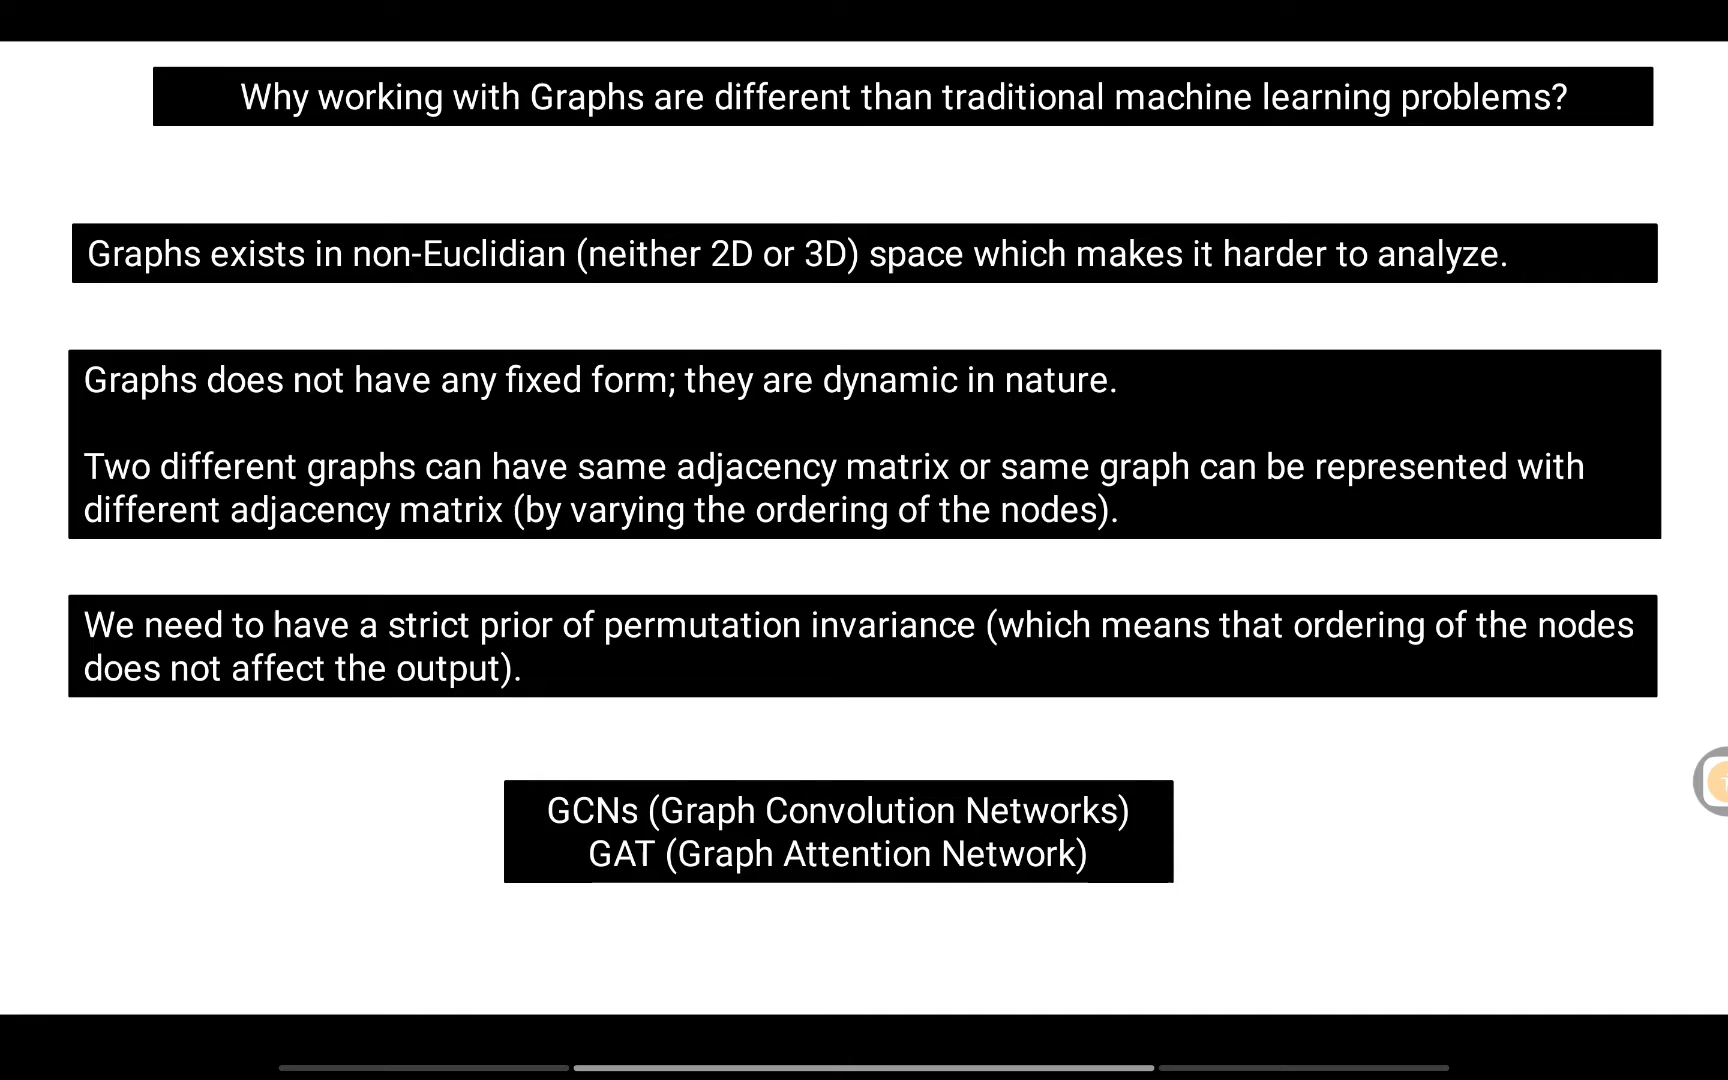 Why working with Graphs are different than traditional machine learning problems?
Graphs exists in non-Euclidian (neither 2D or 3D) space which makes it harder to analyze.
Graphs does not have any fixed form; they are dynamic in nature.
Two different graphs can have same adjacency matrix or same graph can be represented with
different adjacency matrix (by varying the ordering of the nodes).
We need to have a strict prior of permutation invariance (which means that ordering of the nodes
does not affect the output).
GCNs (Graph Convolution Networks)
GAT (Graph Attention Network)